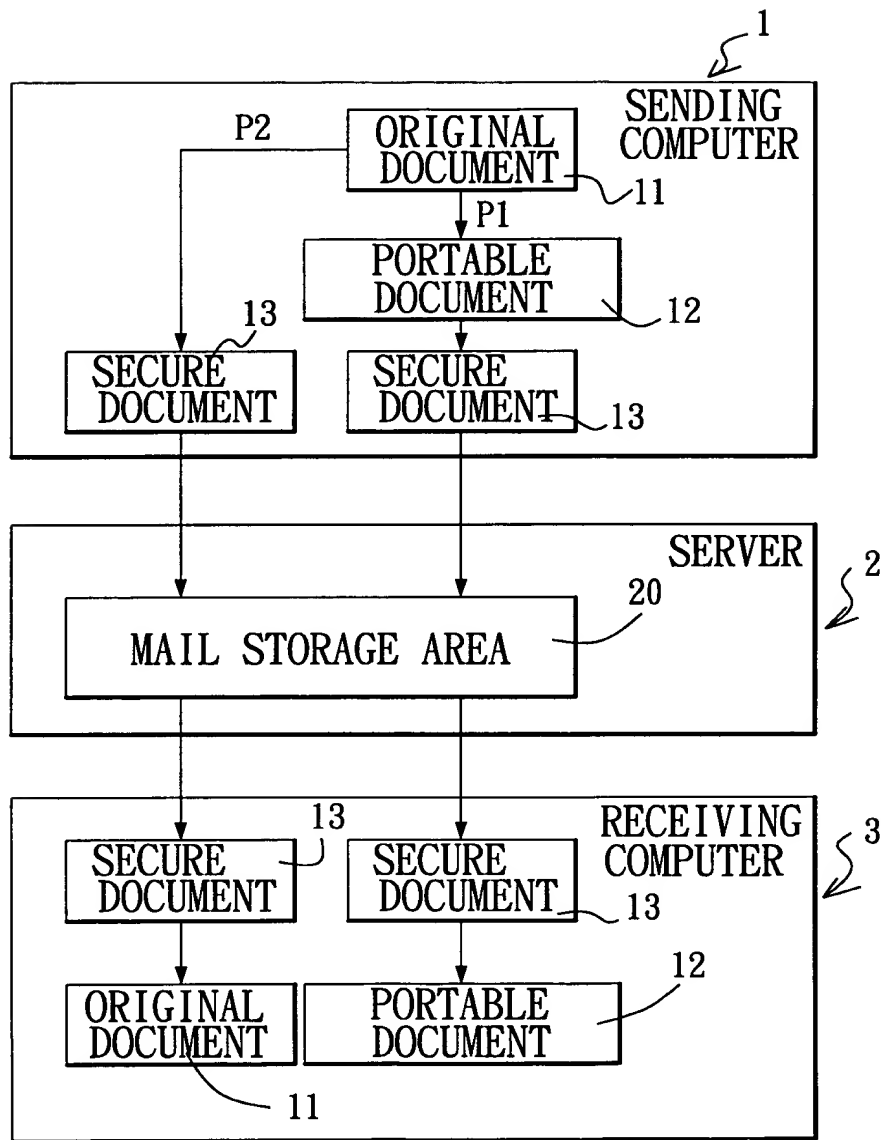 1
SENDING
COMPUTER
P2
ORIGINAL
DOCUMENT
11
P1
PORTABLE
DOCUMENT
12
13
SECURE
DOCUMENT
SECURE
DOCUMENT
13
SERVER
2
20
MAIL STORAGE AREA
RECEIVING
COMPUTER
3
13
SECURE
DOCUMENT
SECURE
DOCUMENT
13
12
ORIGINAL
DOCUMENT
PORTABLE
DOCUMENT
11